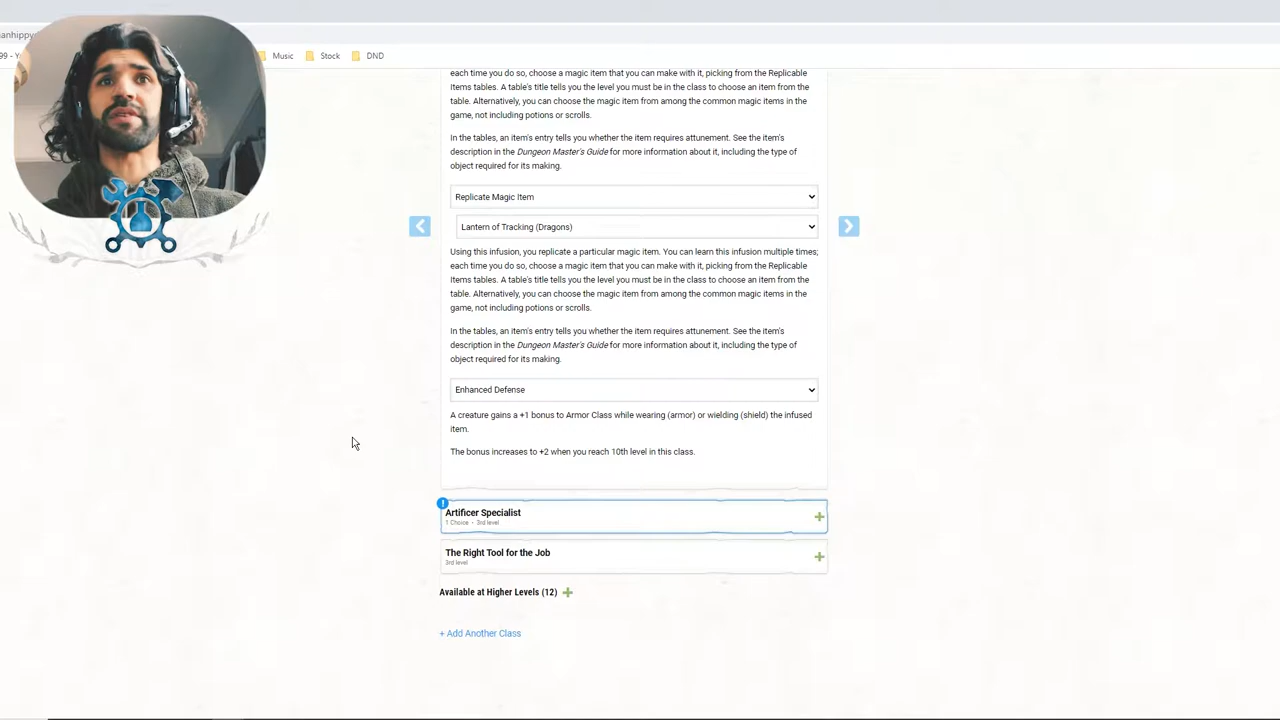 anhippy
99 - Y
Music
Stock
DND
each time you do so, choose a magic item that you can make with it, picking from the Replicable
Items tables. A table's title tells you the level you must be in the class to choose an item from the
table. Alternatively, you can choose the magic item from among the common magic items in the
game, not including potions or scrolls.
In the tables, an item's entry tells you whether the item requires attunement. See the item's
description in the Dungeon Master's Guide for more information about it, including the type of
object required for its making.
Replicate Magic Item
Lantern of Tracking (Dragons)
Using this infusion, you replicate a particular magic item. You can learn this infusion multiple times;
each time you do so, choose a magic item that you can make with it, picking from the Replicable
Items tables. A table's title tells you the level you must be in the class to choose an item from the
table. Alternatively, you can choose the magic item from among the common magic items in the
game, not including potions or scrolls.
In the tables, an item's entry tells you whether the item requires attunement. See the item's
description in the Dungeon Master's Guide for more information about it, including the type of
object required for its making.
Enhanced Defense
A creature gains a +1 bonus to Armor Class while wearing (armor) or wielding (shield) the infused
item.
The bonus increases to +2 when you reach 10th level in this class.
!
Artificer Specialist
1 Choice • 3rd level
The Right Tool for the Job
3rd level
Available at Higher Levels (12)
+ Add Another Class